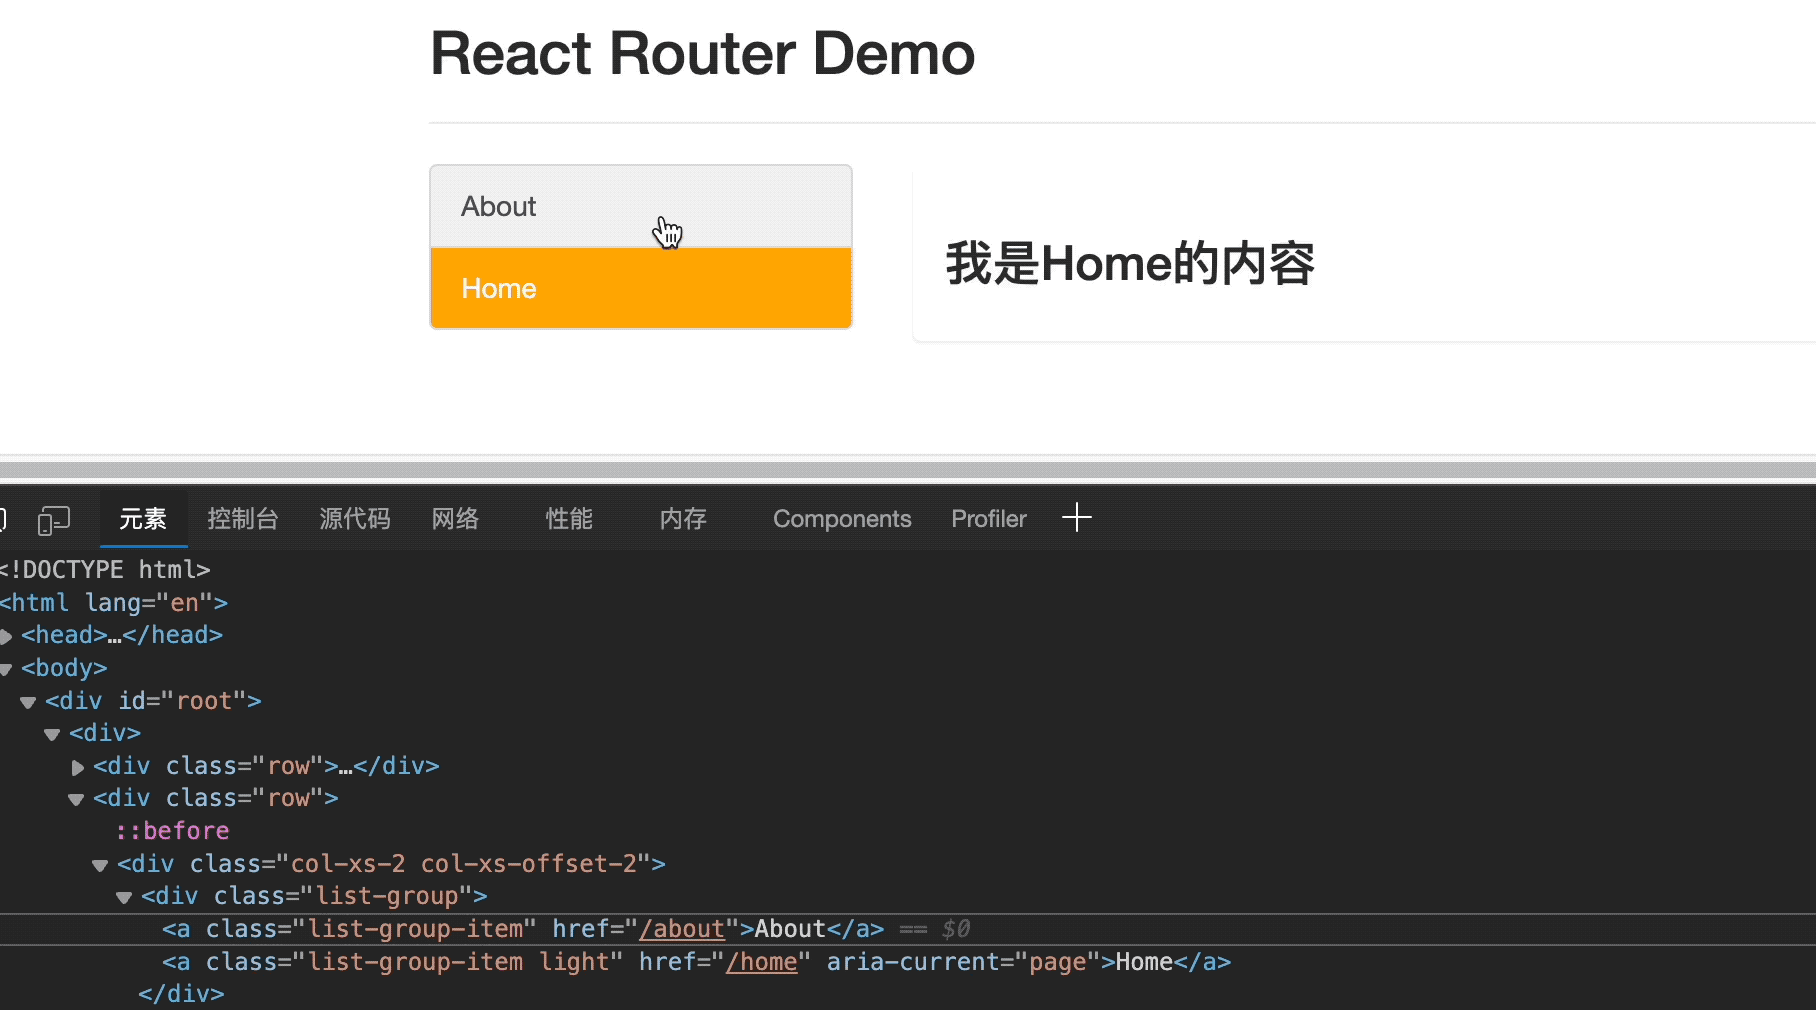 React Router Demo
About
Home
我是Home的内容
元素 控制台 源代码 网络 性能 内存 Components Profiler
<!DOCTYPE html>
<html lang="en">
<head>…</head>
<body>
<div id="root">
<div>
<div class="row">…</div>
<div class="row">
::before
<div class="col-xs-2 col-xs-offset-2">
<div class="list-group">
<a class="list-group-item" href="/about">About</a> == $0
<a class="list-group-item light" href="/home" aria-current="page">Home</a>
</div>